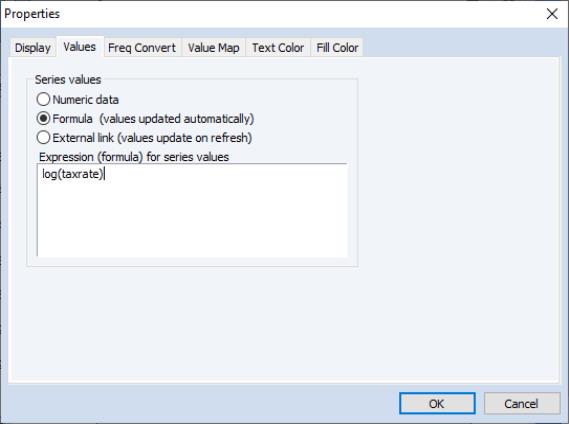 Properties
Display Values Freq Convert Value Map Text Color Fill Color
Series values
Numeric data
Formula (values updated automatically)
External link (values update on refresh)
Expression (formula) for series values
log(taxrate)
OK Cancel